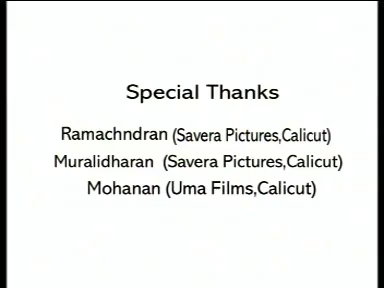 Special Thanks
Ramachndran (Savera Pictures,Calicut)
Muralidharan (Savera Pictures,Calicut)
Mohanan (Uma Films,Calicut)